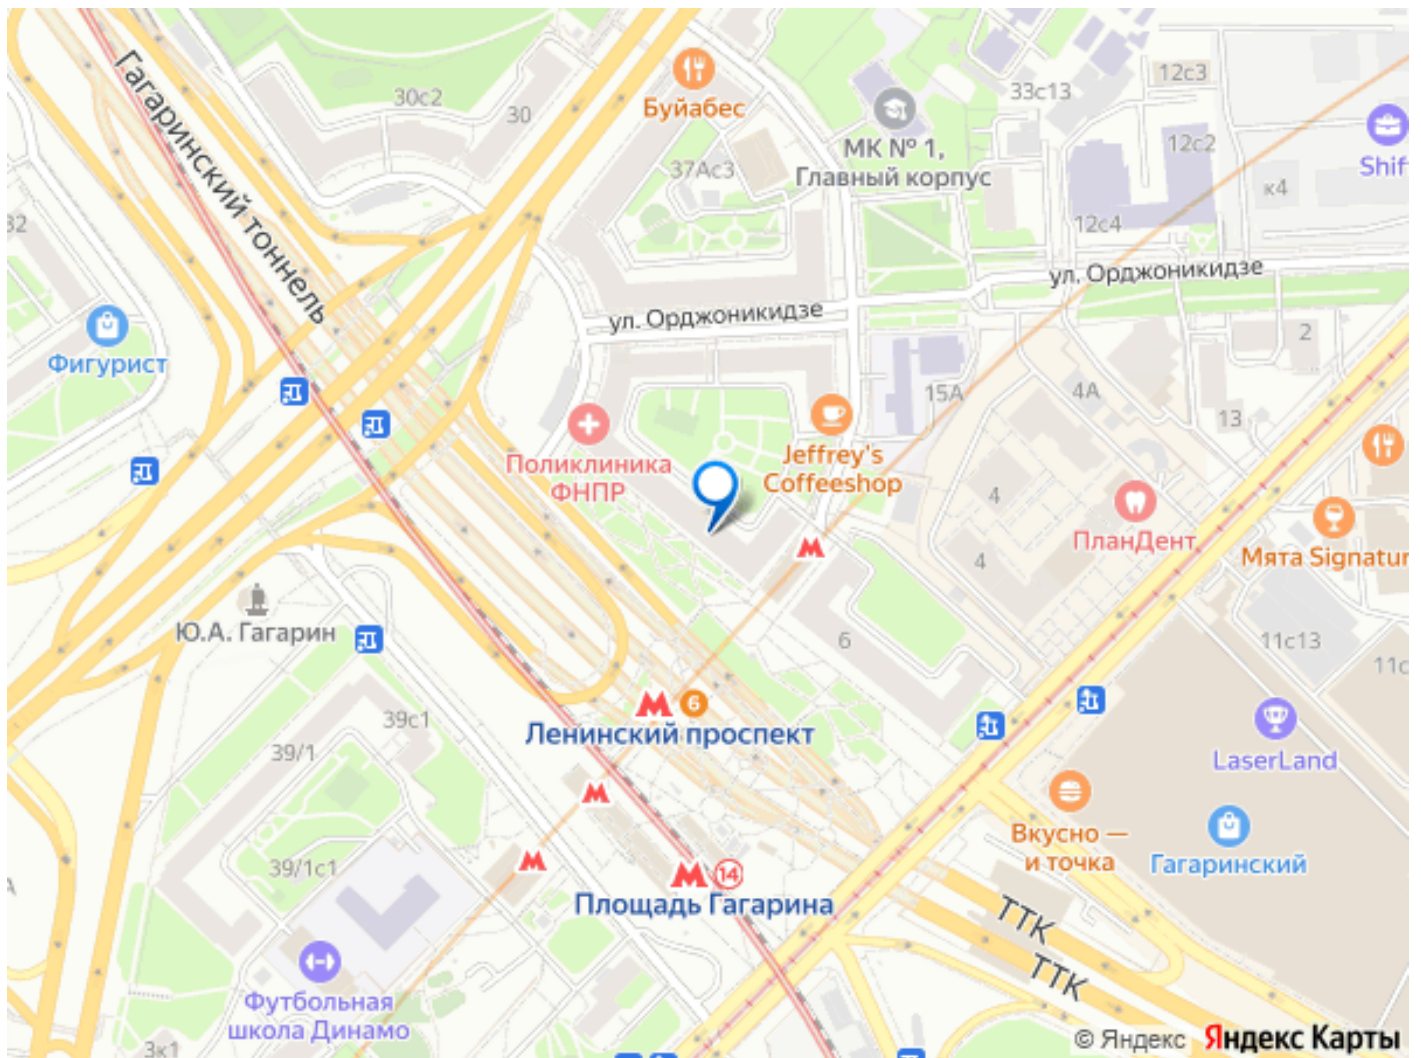 Гагаринский тоннель
30с2
30
Буйабес
37Ас3
МК № 1,
Главный корпус
33с13
12с3
12с2
12с4
к4
Shif
32
ул. Орджоникидзе
ул. Орджоникидзе
Фигурист
2
4А
15А
13
Поликлиника
ФНПР
Jeffrey's
Coffeeshop
4
4
ПланДент
Мята Signatur
Ю.А. Гагарин
6
11с13
11с
6
Ленинский проспект
39с1
39/1
LaserLand
Вкусно —
и точка
Гагаринский
39/1с1
14
Площадь Гагарина
ТТК
ТТК
Футбольная
школа Динамо
3к1
© Яндекс Яндекс Карты